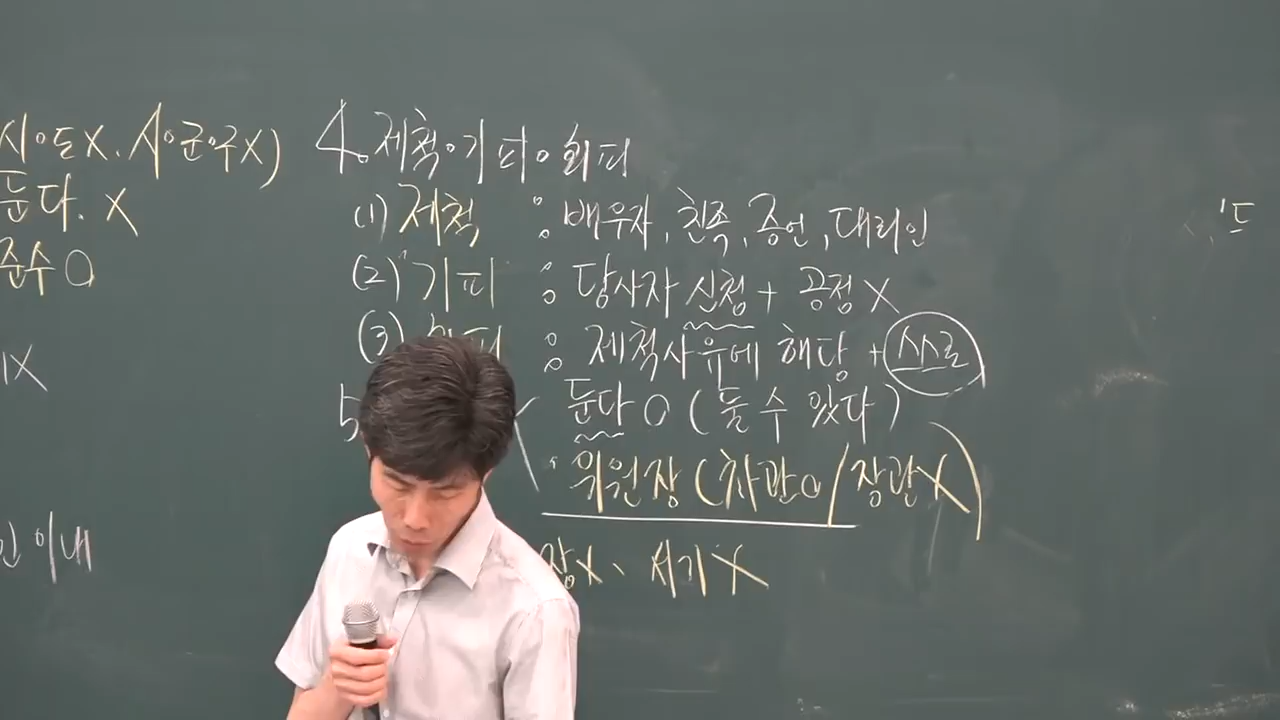 시·도X, 시·군·구X)
둔다. X
준수 O
X
인 이내
4. 제척·기피·회피
(1) 제척 : 배우자, 친족, 증언, 대리인
(2) 기피 : 당사자 신청 + 공정 X
(3) 회피 : 제척사유에 해당 + 스스로
5
둔다 O (둘 수 있다)
· 위원장 (차관 O / 장관 X)
장X, 서기 X